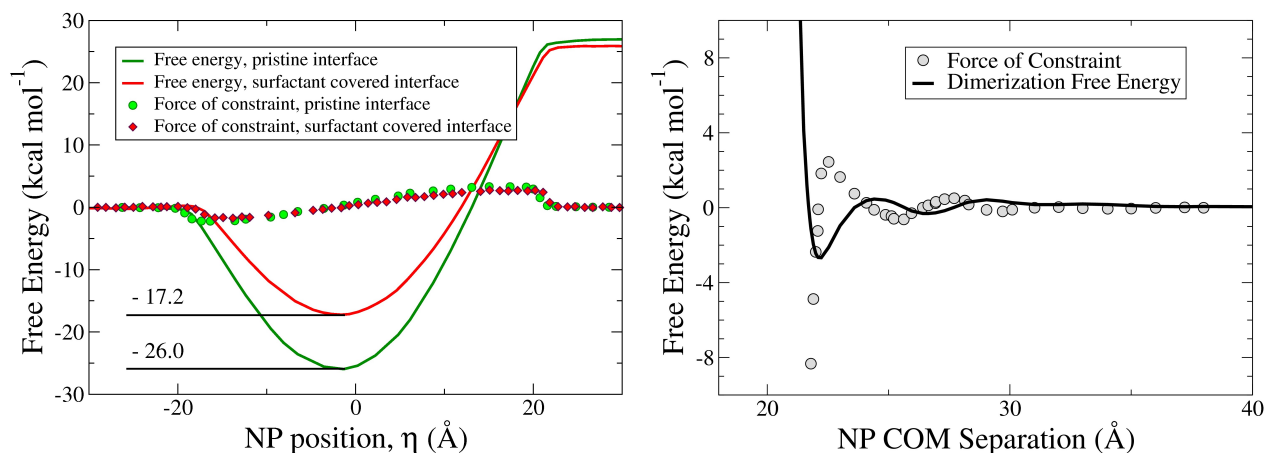 Free Energy (kcal mol⁻¹)
30
20
10
0
-10
-20
-30
Free energy, pristine interface
Free energy, surfactant covered interface
Force of constraint, pristine interface
Force of constraint, surfactant covered interface
- 17.2
- 26.0
-20
0
20
NP position, η (Å)
Free Energy (kcal mol⁻¹)
8
4
0
-4
-8
Force of Constraint
Dimerization Free Energy
20
30
40
NP COM Separation (Å)